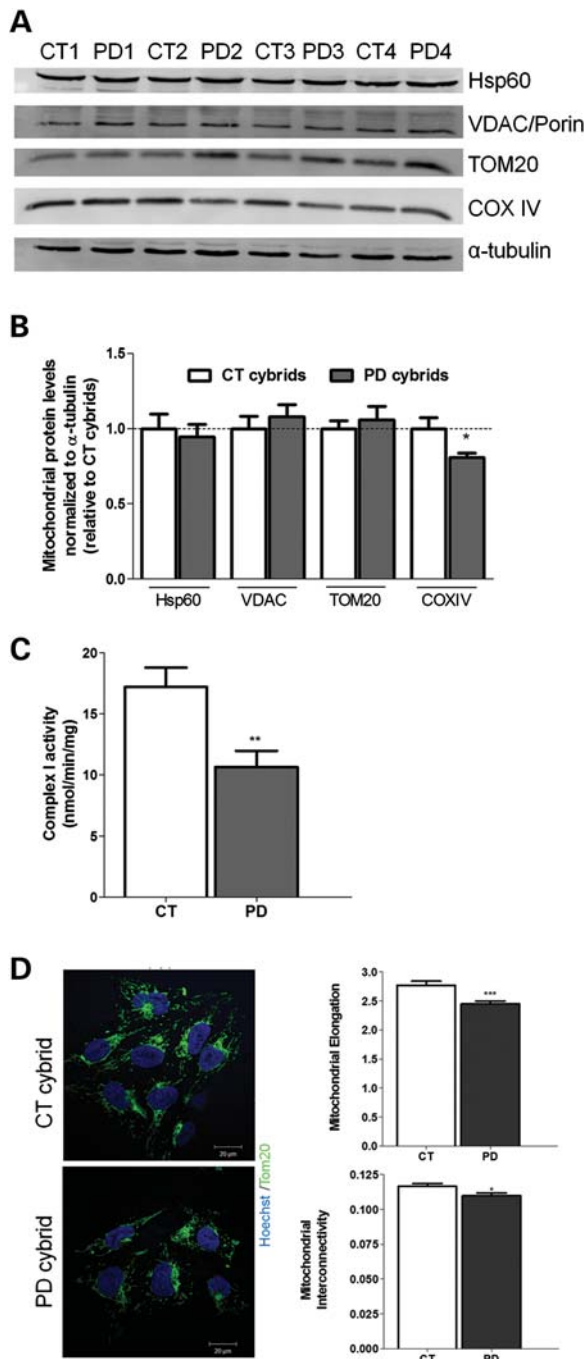 A
CT1 PD1 CT2 PD2 CT3 PD3 CT4 PD4
Hsp60
VDAC/Porin
TOM20
COX IV
α-tubulin
B
Mitochondrial protein levels
normalized to α-tubulin
(relative to CT cybrids)
1.5
1.0
0.5
0.0
CT cybrids PD cybrids
*
Hsp60 VDAC TOM20 COXIV
C
Complex I activity
(nmol/min/mg)
20
15
10
5
0
**
CT PD
D
CT cybrid
20 µm
PD cybrid
20 µm
Hoechst/Tom20
Mitochondrial Elongation
3.0
2.5
2.0
1.5
1.0
0.5
0.0
***
CT PD
Mitochondrial
Interconnectivity
0.125
0.100
0.075
0.050
0.025
0.000
*
CT PD